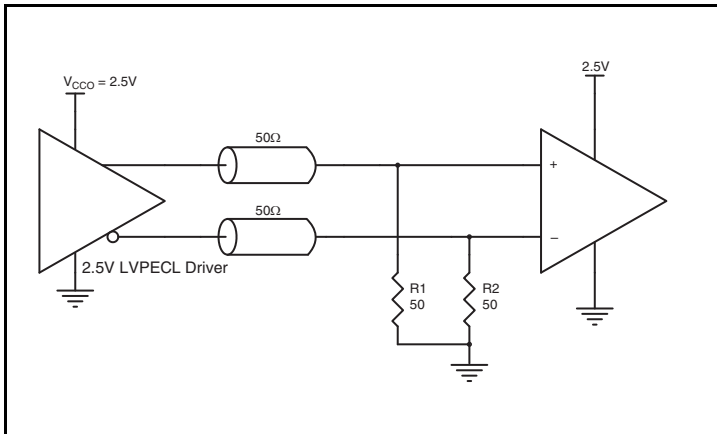 V_CCO = 2.5V
2.5V
50Ω
+
50Ω
–
2.5V LVPECL Driver
R1
50
R2
50